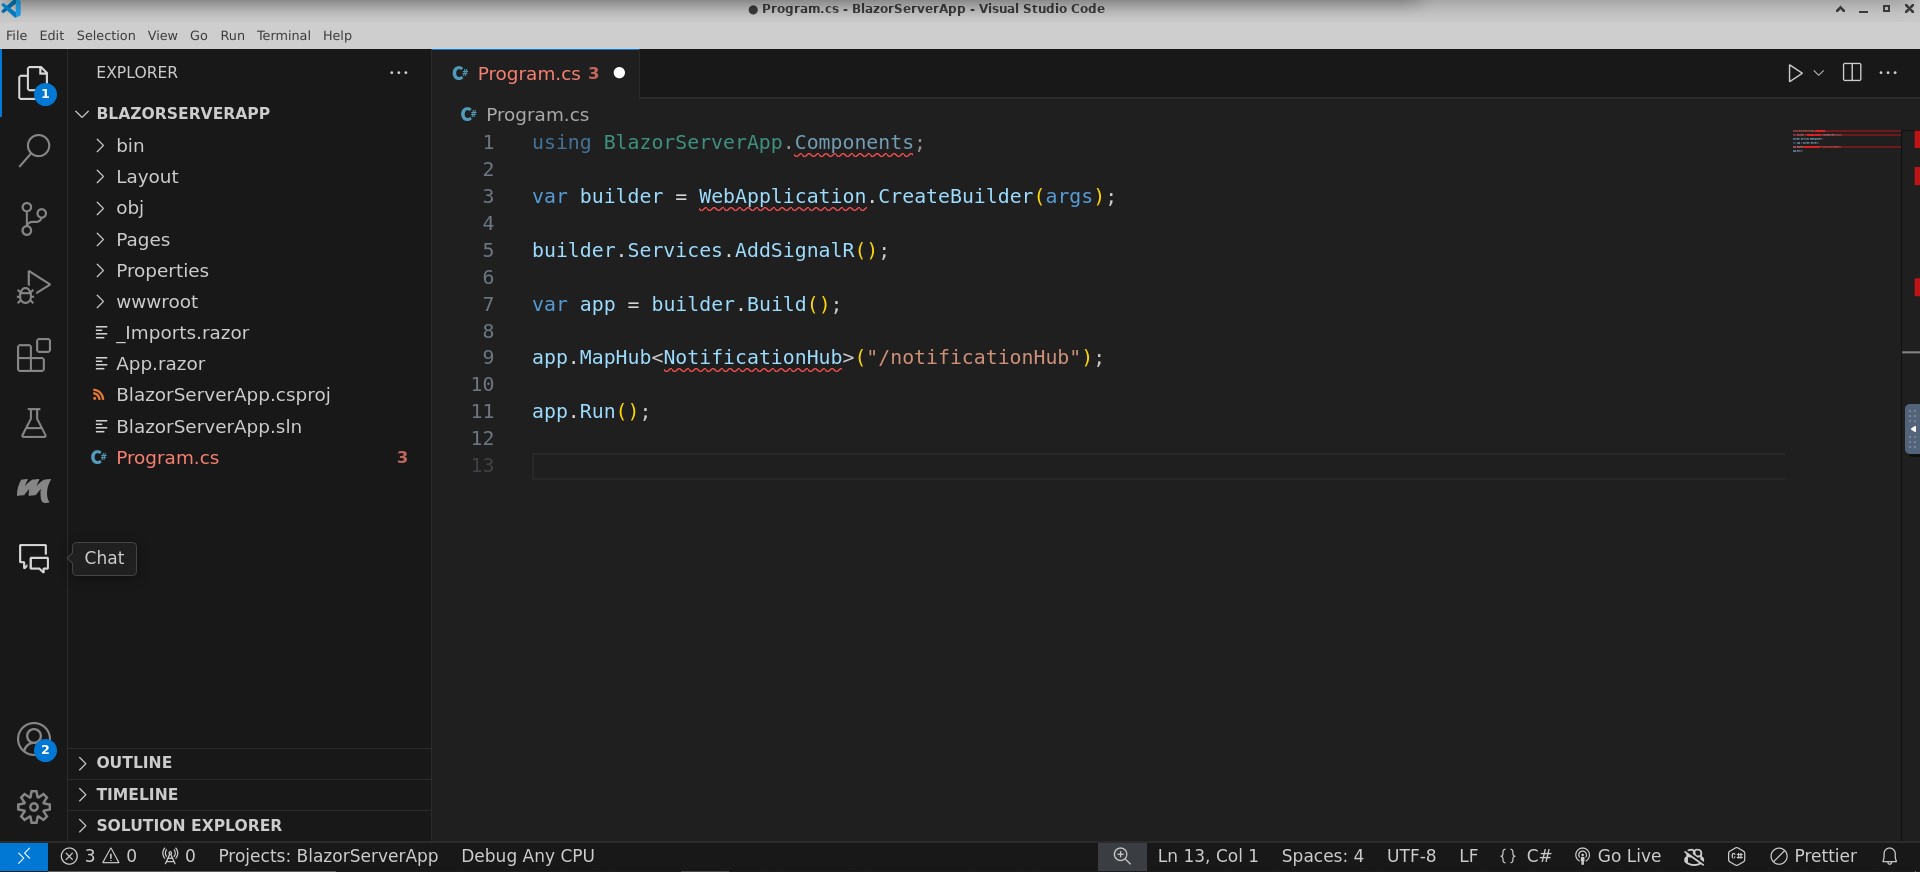 ● Program.cs - BlazorServerApp - Visual Studio Code
File Edit Selection View Go Run Terminal Help
1
EXPLORER
BLAZORSERVERAPP
bin
Layout
obj
Pages
Properties
wwwroot
_Imports.razor
App.razor
BlazorServerApp.csproj
BlazorServerApp.sln
C# Program.cs 3
Chat
2
OUTLINE
TIMELINE
SOLUTION EXPLORER
C# Program.cs 3
C# Program.cs
1 using BlazorServerApp.Components;
2
3 var builder = WebApplication.CreateBuilder(args);
4
5 builder.Services.AddSignalR();
6
7 var app = builder.Build();
8
9 app.MapHub<NotificationHub>("/notificationHub");
10
11 app.Run();
12
13
3 0 0 Projects: BlazorServerApp Debug Any CPU Ln 13, Col 1 Spaces: 4 UTF-8 LF {} C# Go Live Prettier